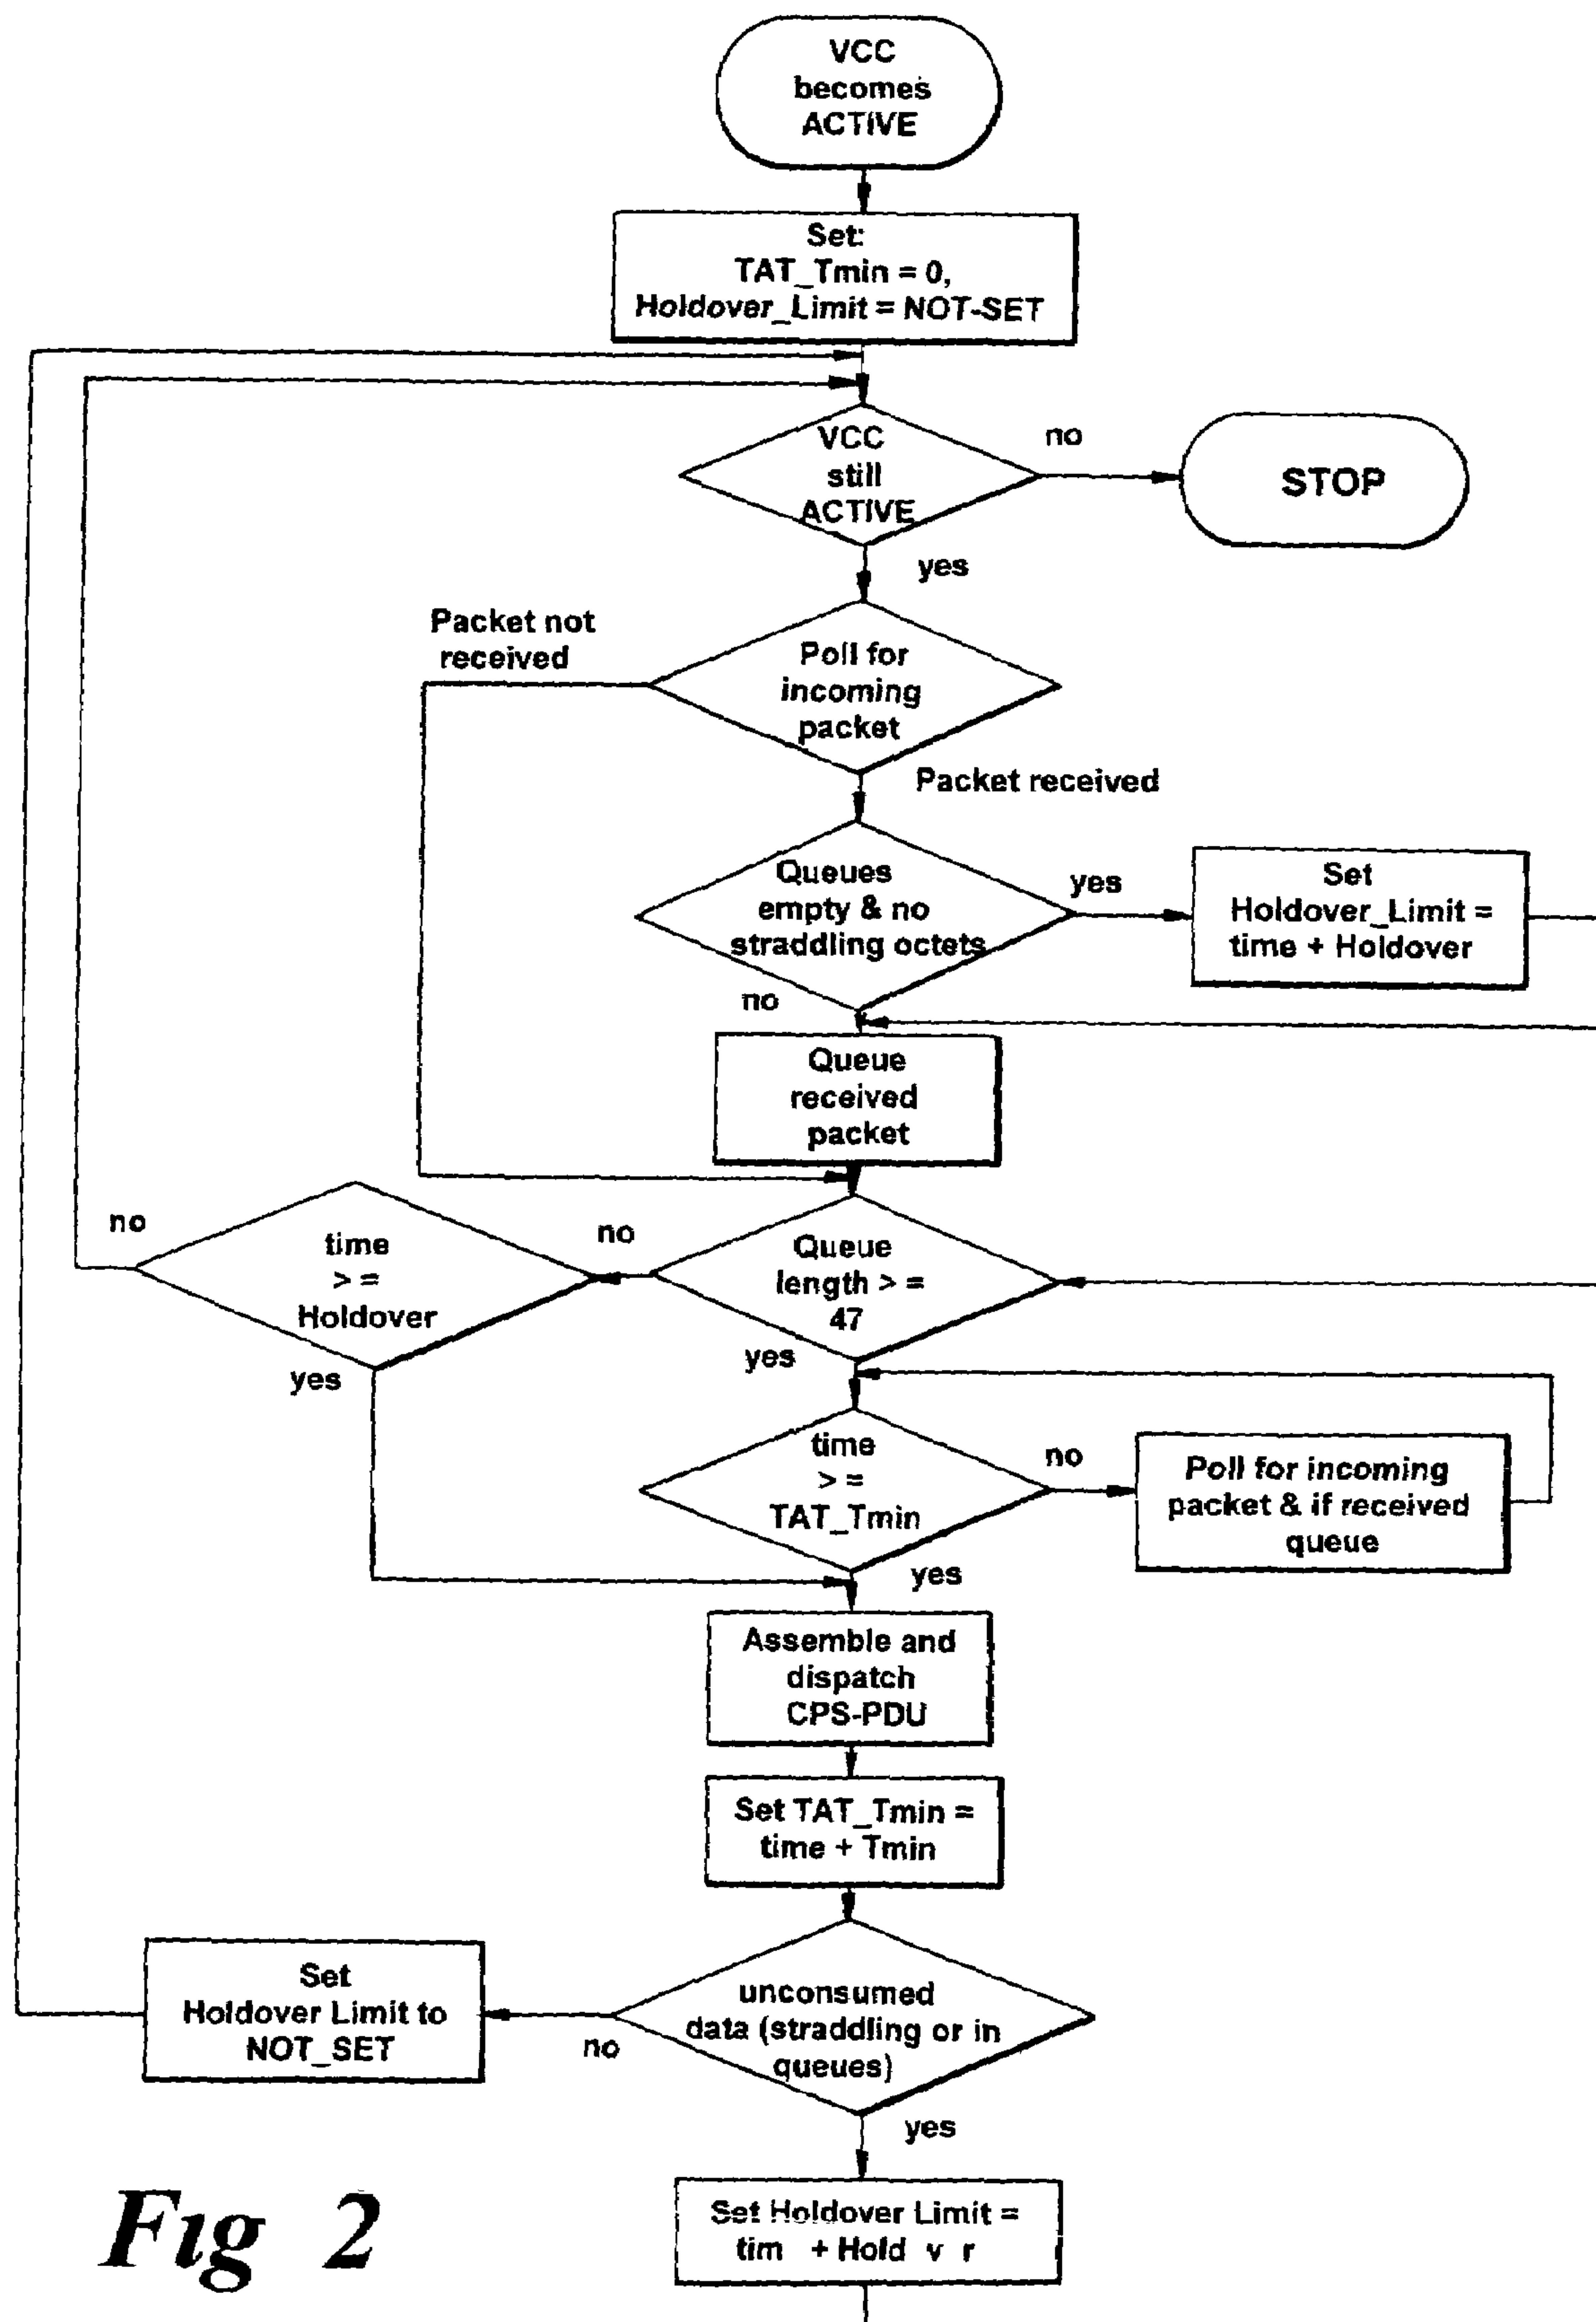 VCC
becomes
ACTIVE
Set:
TAT_Tmin = 0,
Holdover_Limit = NOT-SET
VCC
still
ACTIVE
no
STOP
yes
Packet not
received
Poll for
incoming
packet
Packet received
Queues
empty & no
straddling octets
yes
Set
Holdover_Limit =
time + Holdover
no
Queue
received
packet
no
time
> =
Holdover
no
Queue
length > =
47
yes
yes
time
> =
TAT_Tmin
no
Poll for incoming
packet & if received
queue
yes
Assemble and
dispatch
CPS-PDU
Set TAT_Tmin =
time + Tmin
Set
Holdover Limit to
NOT_SET
no
unconsumed
data (straddling or in
queues)
yes
Set Holdover Limit =
tim + Hold v r
Fig 2